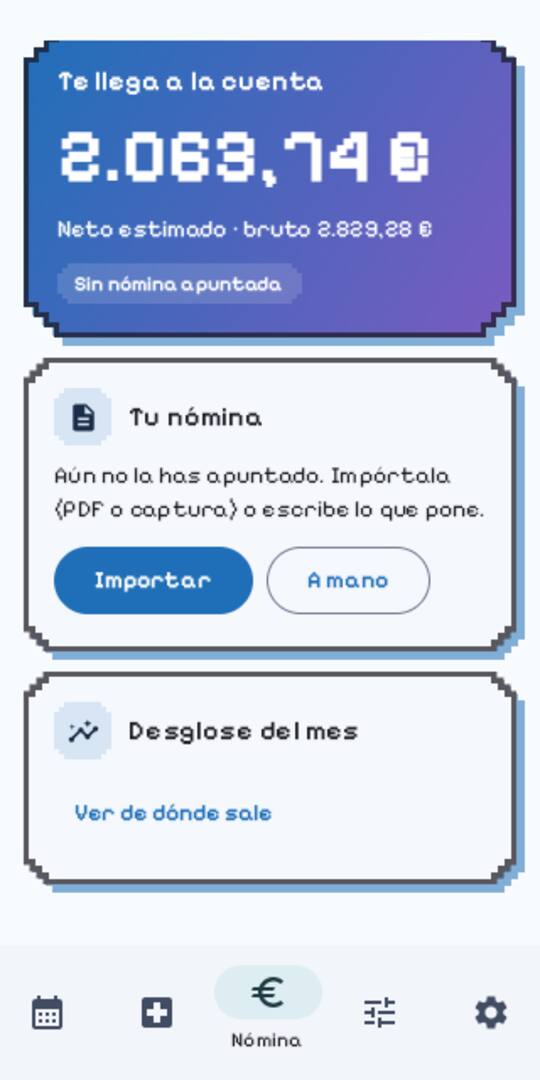 Te llega a la cuenta
2.063,74 €
Neto estimado · bruto 2.829,28 €
Sin nómina apuntada
Tu nómina
Aún no la has apuntado. Impórtala
(PDF o captura) o escribe lo que pone.
Importar
A mano
Desglose del mes
Ver de dónde sale
€
Nómina